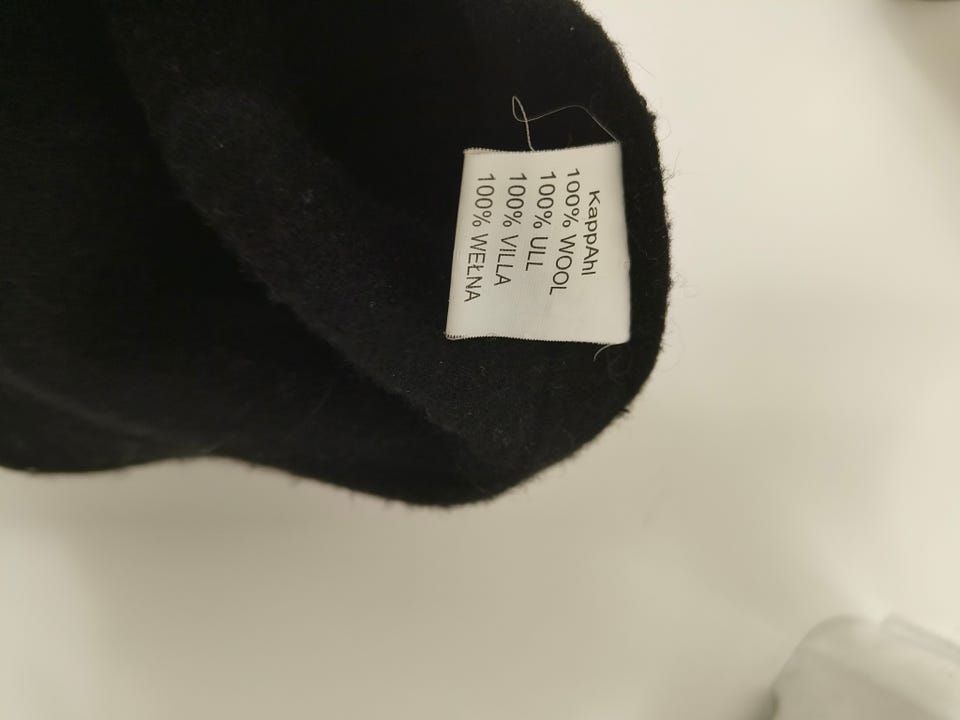 KappAhl
100% WOOL
100% ULL
100% VILLA
100% WEŁNA